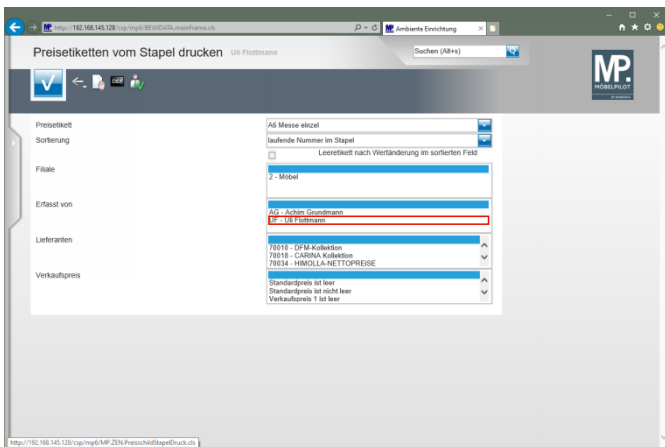 http://192.168.145.128/csp/mp6/BEWIDATA.mainFrame.cls
MP Ambiente Einrichtung
Preisetiketten vom Stapel drucken Uli Flottmann
Suchen (Alt+s)
MP.
MÖBELPILOT
Preisetikett
A6 Messe einzel
Sortierung
laufende Nummer im Stapel
Leeretikett nach Wertänderung im sortierten Feld
Filiale
2 - Möbel
Erfasst von
AG - Achim Grundmann
UF - Uli Flottmann
Lieferanten
70010 - DFM-Kollektion
70018 - CARINA Kollektion
70034 - HIMOLLA-NETTOPREISE
Verkaufspreis
Standardpreis ist leer
Standardpreis ist nicht leer
Verkaufspreis 1 ist leer
http://192.168.145.128/csp/mp6/MP.ZEN.PreisschildStapelDruck.cls